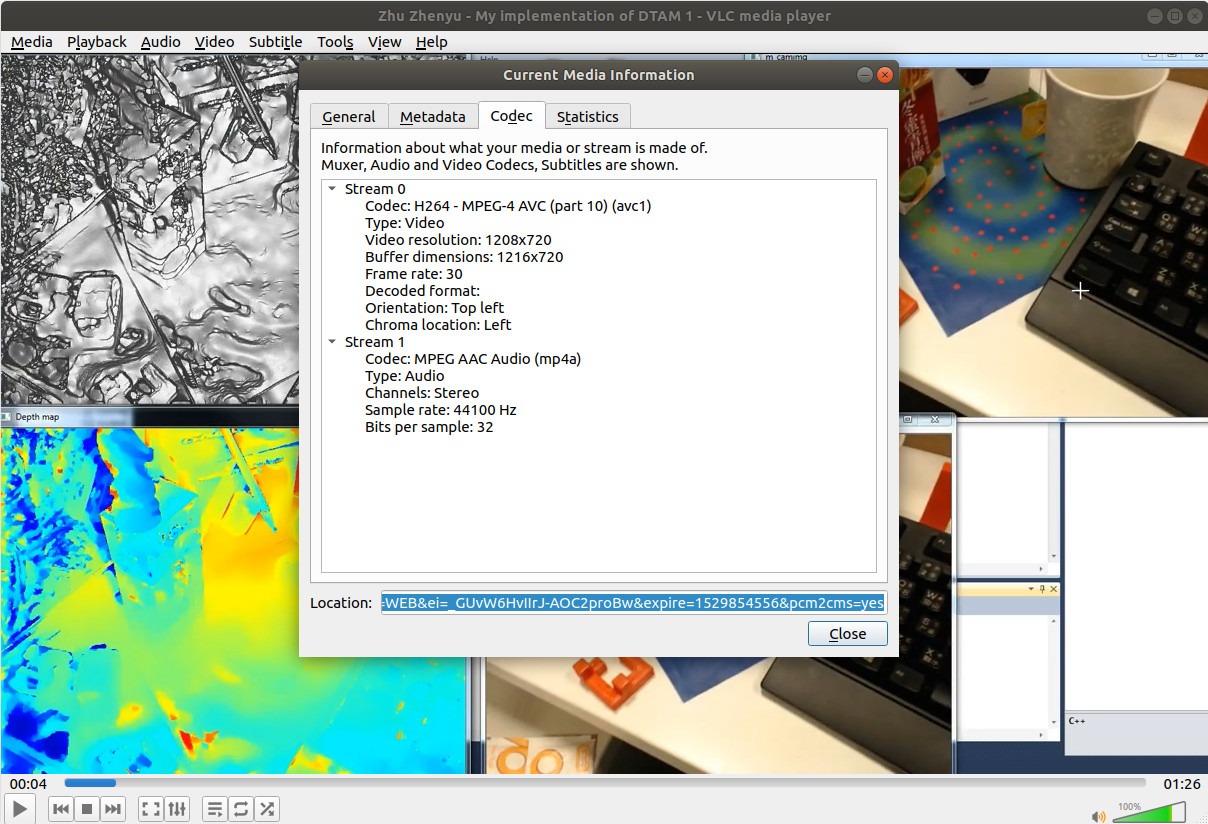 Zhu Zhenyu - My implementation of DTAM 1 - VLC media player
Media Playback Audio Video Subtitle Tools View Help
m_camimg
Current Media Information
General Metadata Codec Statistics
Information about what your media or stream is made of.
Muxer, Audio and Video Codecs, Subtitles are shown.
Stream 0
Codec: H264 - MPEG-4 AVC (part 10) (avc1)
Type: Video
Video resolution: 1208x720
Buffer dimensions: 1216x720
Frame rate: 30
Decoded format:
Orientation: Top left
Chroma location: Left
Stream 1
Codec: MPEG AAC Audio (mp4a)
Type: Audio
Channels: Stereo
Sample rate: 44100 Hz
Bits per sample: 32
Depth map
Location: =WEB&ei=_GUvW6HvIIrJ-AOC2proBw&expire=1529854556&pcm2cms=yes
Close
C++
00:04 01:26
100%